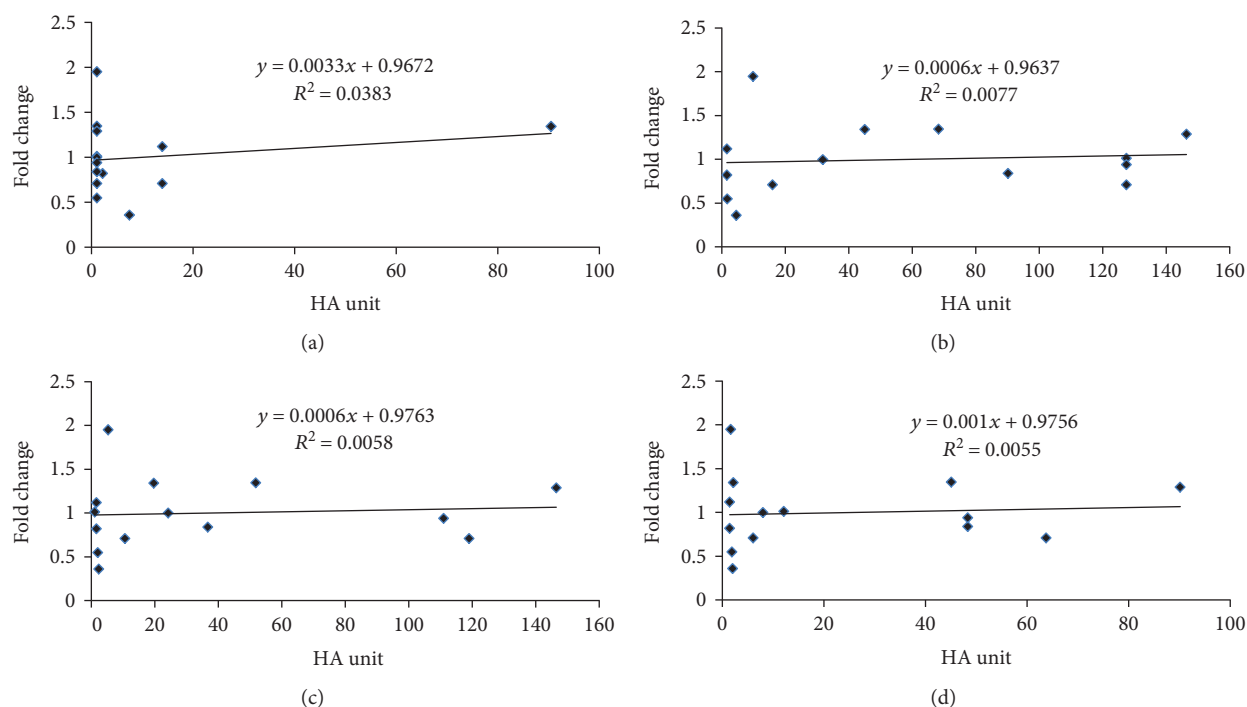 2.5
2
1.5
1
0.5
0
Fold change
y = 0.0033x + 0.9672
R² = 0.0383
0 20 40 60 80 100
HA unit
(a)
2.5
2
1.5
1
0.5
0
Fold change
y = 0.0006x + 0.9637
R² = 0.0077
0 20 40 60 80 100 120 140 160
HA unit
(b)
2.5
2
1.5
1
0.5
0
Fold change
y = 0.0006x + 0.9763
R² = 0.0058
0 20 40 60 80 100 120 140 160
HA unit
(c)
2.5
2
1.5
1
0.5
0
Fold change
y = 0.001x + 0.9756
R² = 0.0055
0 20 40 60 80 100
HA unit
(d)